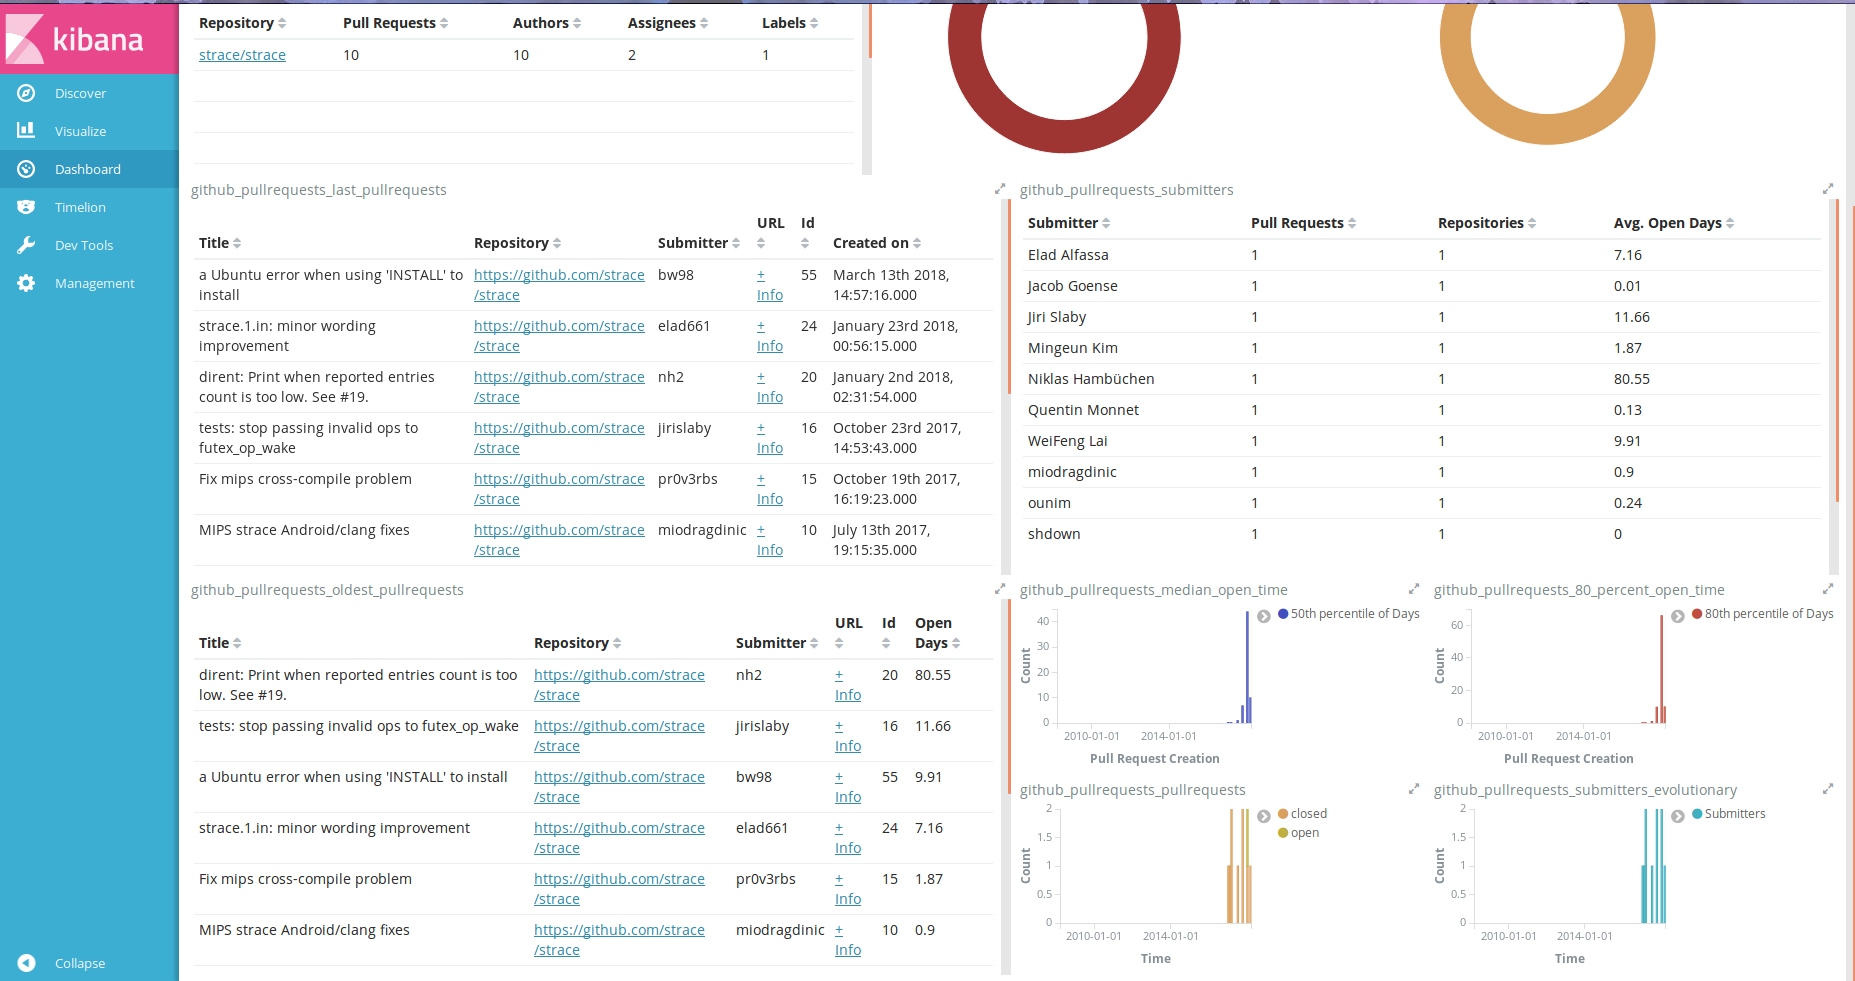 kibana
Discover
Visualize
Dashboard
Timelion
Dev Tools
Management
Collapse
Repository Pull Requests Authors Assignees Labels
strace/strace 10 10 2 1
github_pullrequests_last_pullrequests
URL Id
Title Repository Submitter Created on
a Ubuntu error when using 'INSTALL' to https://github.com/strace bw98 + 55 March 13th 2018,
install /strace Info 14:57:16.000
strace.1.in: minor wording https://github.com/strace elad661 + 24 January 23rd 2018,
improvement /strace Info 00:56:15.000
dirent: Print when reported entries https://github.com/strace nh2 + 20 January 2nd 2018,
count is too low. See #19. /strace Info 02:31:54.000
tests: stop passing invalid ops to https://github.com/strace jirislaby + 16 October 23rd 2017,
futex_op_wake /strace Info 14:53:43.000
Fix mips cross-compile problem https://github.com/strace pr0v3rbs + 15 October 19th 2017,
/strace Info 16:19:23.000
MIPS strace Android/clang fixes https://github.com/strace miodragdinic + 10 July 13th 2017,
/strace Info 19:15:35.000
github_pullrequests_submitters
Submitter Pull Requests Repositories Avg. Open Days
Elad Alfassa 1 1 7.16
Jacob Goense 1 1 0.01
Jiri Slaby 1 1 11.66
Mingeun Kim 1 1 1.87
Niklas Hambüchen 1 1 80.55
Quentin Monnet 1 1 0.13
WeiFeng Lai 1 1 9.91
miodragdinic 1 1 0.9
ounim 1 1 0.24
shdown 1 1 0
github_pullrequests_oldest_pullrequests
URL Id Open
Title Repository Submitter Days
dirent: Print when reported entries count is too https://github.com/strace nh2 + 20 80.55
low. See #19. /strace Info
tests: stop passing invalid ops to futex_op_wake https://github.com/strace jirislaby + 16 11.66
/strace Info
a Ubuntu error when using 'INSTALL' to install https://github.com/strace bw98 + 55 9.91
/strace Info
strace.1.in: minor wording improvement https://github.com/strace elad661 + 24 7.16
/strace Info
Fix mips cross-compile problem https://github.com/strace pr0v3rbs + 15 1.87
/strace Info
MIPS strace Android/clang fixes https://github.com/strace miodragdinic + 10 0.9
/strace Info
github_pullrequests_median_open_time
50th percentile of Days
40
30
20
10
0
Count
2010-01-01 2014-01-01
Pull Request Creation
github_pullrequests_80_percent_open_time
80th percentile of Days
60
40
20
0
Count
2010-01-01 2014-01-01
Pull Request Creation
github_pullrequests_pullrequests
closed
open
2
1.5
1
0.5
0
Count
2010-01-01 2014-01-01
Time
github_pullrequests_submitters_evolutionary
Submitters
2
1.5
1
0.5
0
Count
2010-01-01 2014-01-01
Time